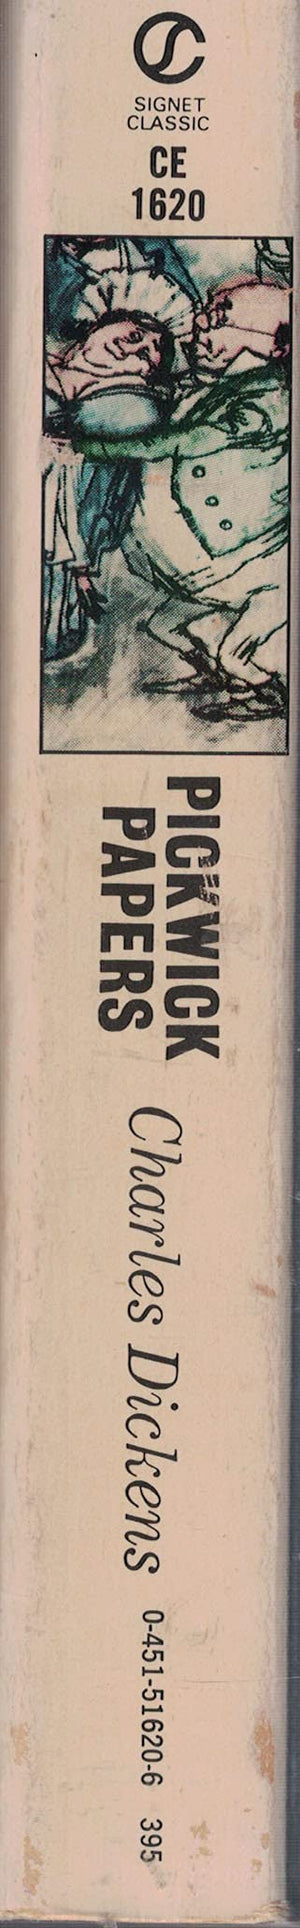 SIGNET
CLASSIC
CE
1620
PICKWICK
PAPERS
Charles Dickens
0-451-51620-6 395